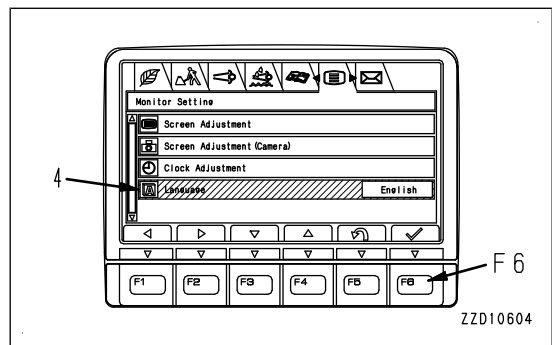 Monitor Setting
Screen Adjustment
Screen Adjustment (Camera)
Clock Adjustment
4
A Language English
F1 F2 F3 F4 F5 F6
F6
ZZD10604